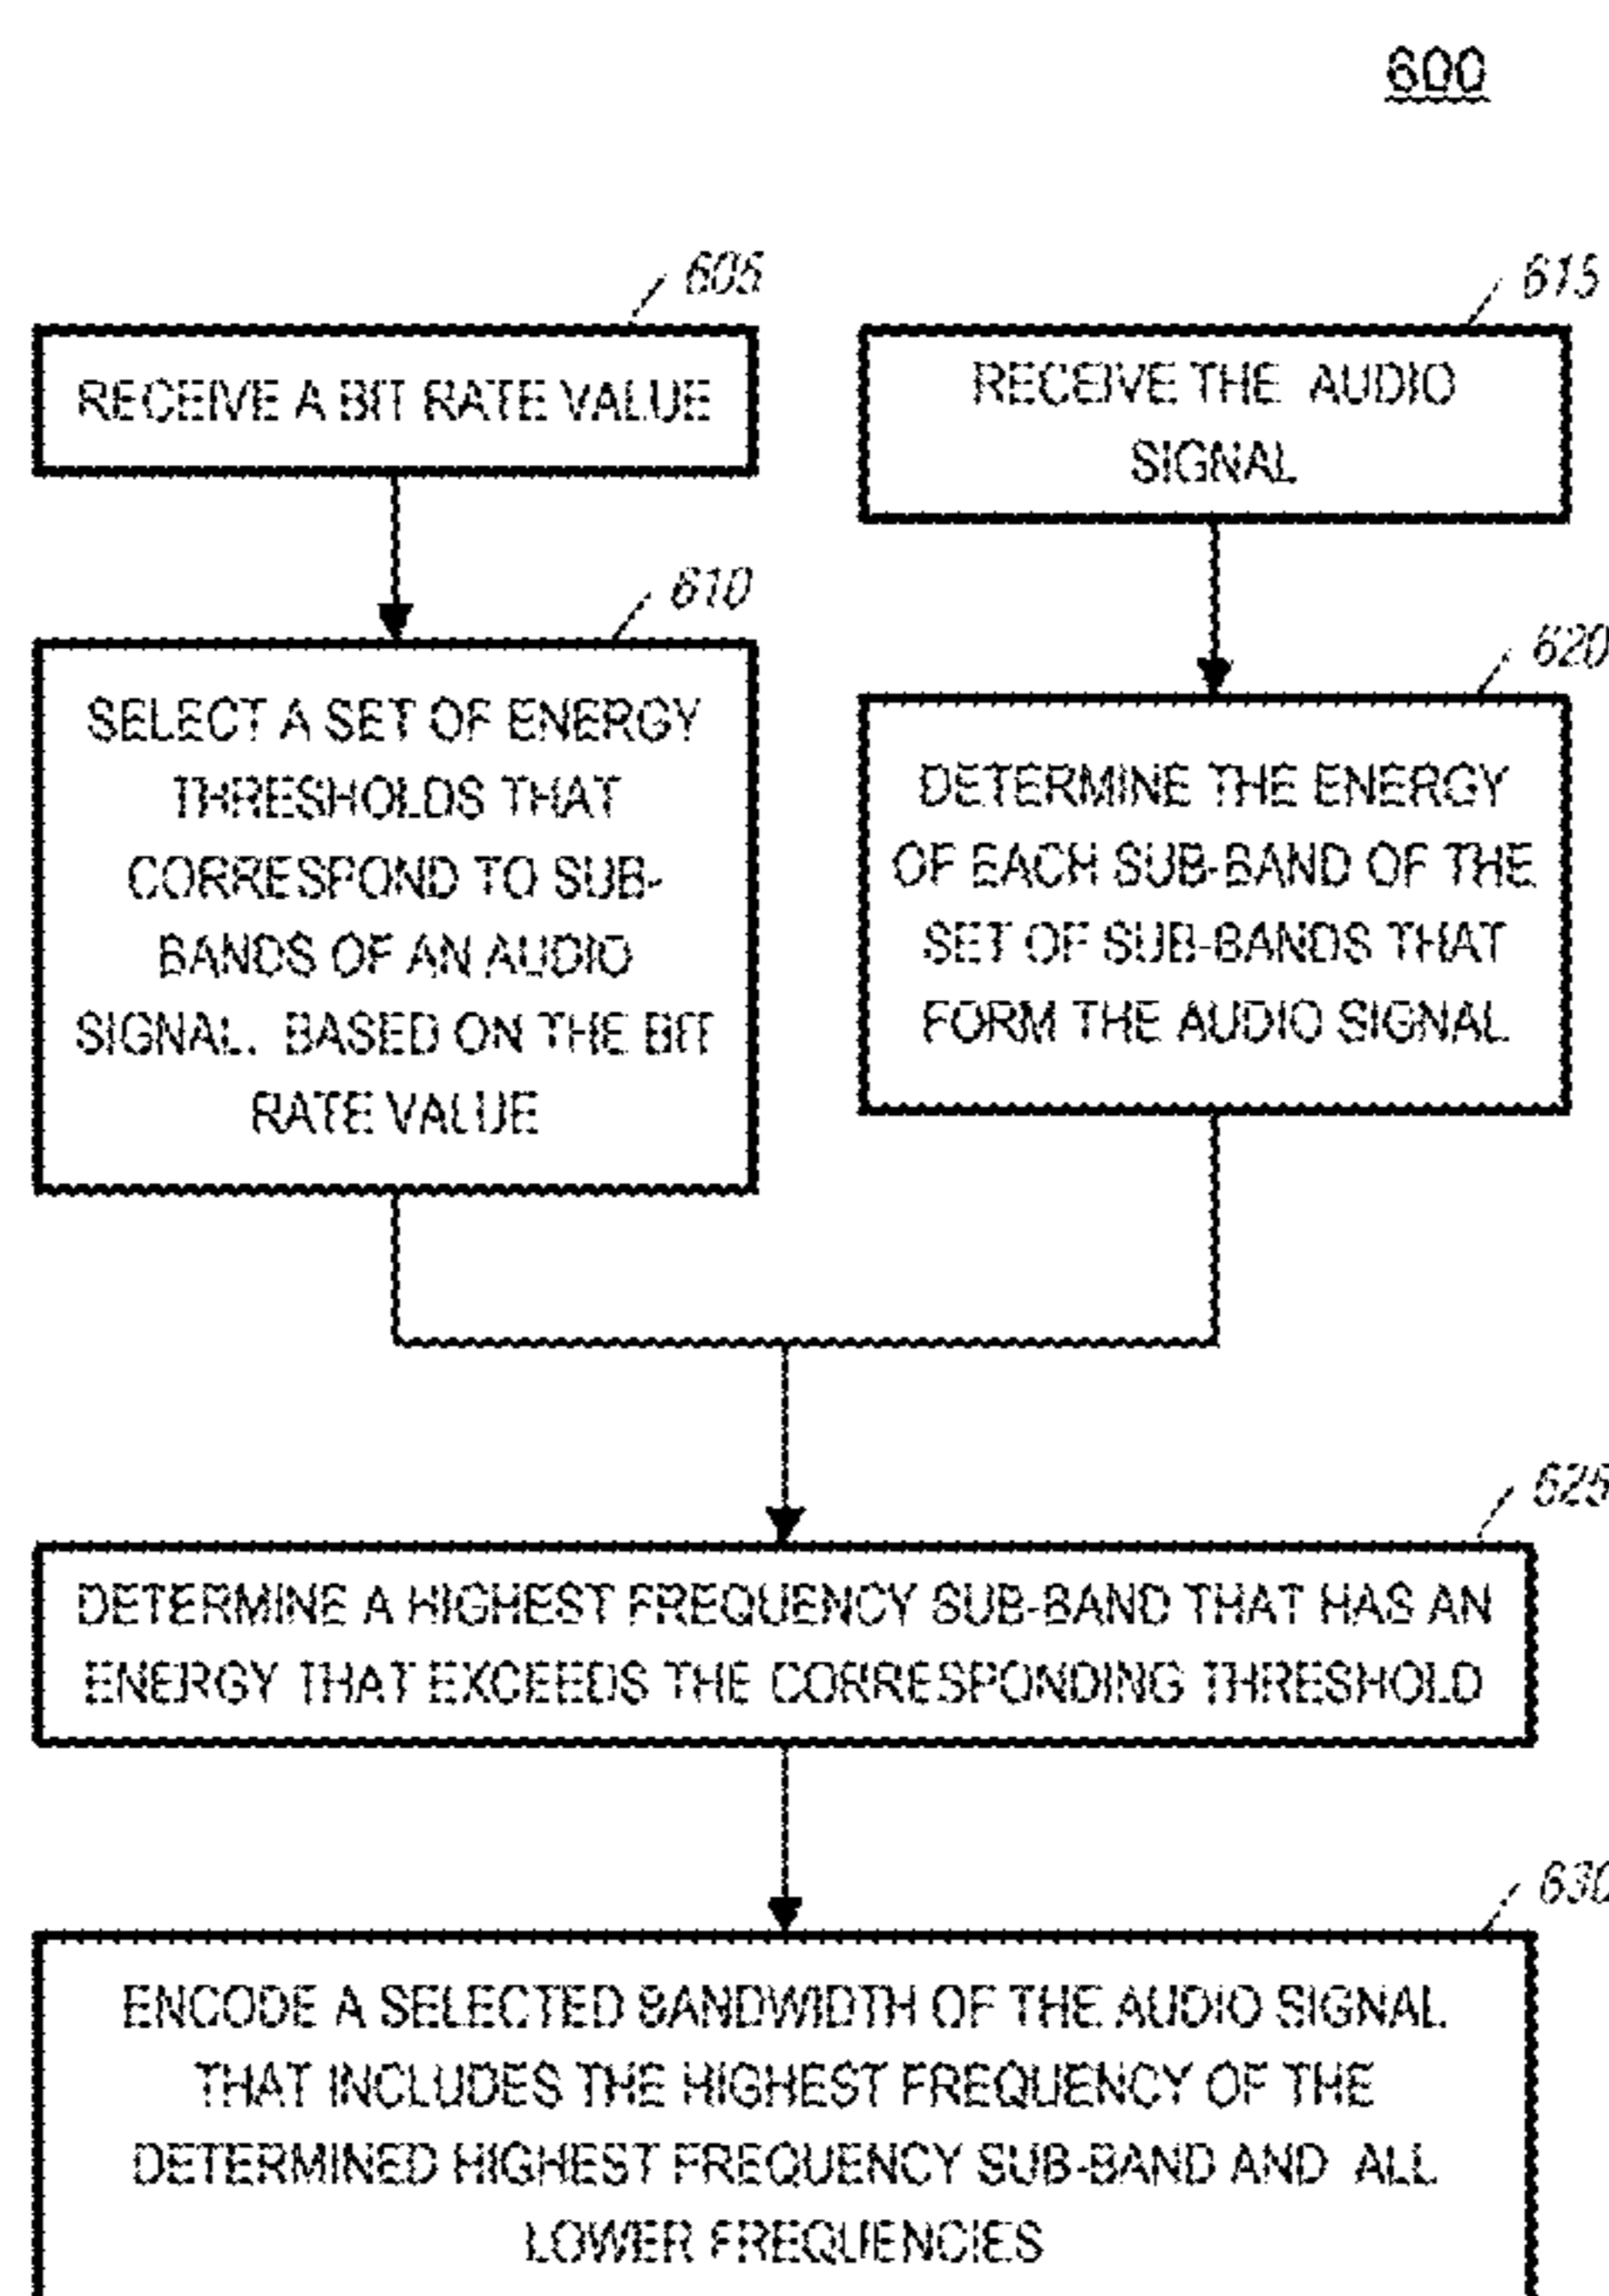 600
605
RECEIVE A BIT RATE VALUE
610
SELECT A SET OF ENERGY
THRESHOLDS THAT
CORRESPOND TO SUB-
BANDS OF AN AUDIO
SIGNAL. BASED ON THE BIT
RATE VALUE
615
RECEIVE THE AUDIO
SIGNAL
620
DETERMINE THE ENERGY
OF EACH SUB-BAND OF THE
SET OF SUB-BANDS THAT
FORM THE AUDIO SIGNAL
625
DETERMINE A HIGHEST FREQUENCY SUB-BAND THAT HAS AN
ENERGY THAT EXCEEDS THE CORRESPONDING THRESHOLD
630
ENCODE A SELECTED BANDWIDTH OF THE AUDIO SIGNAL
THAT INCLUDES THE HIGHEST FREQUENCY OF THE
DETERMINED HIGHEST FREQUENCY SUB-BAND AND ALL
LOWER FREQUENCIES